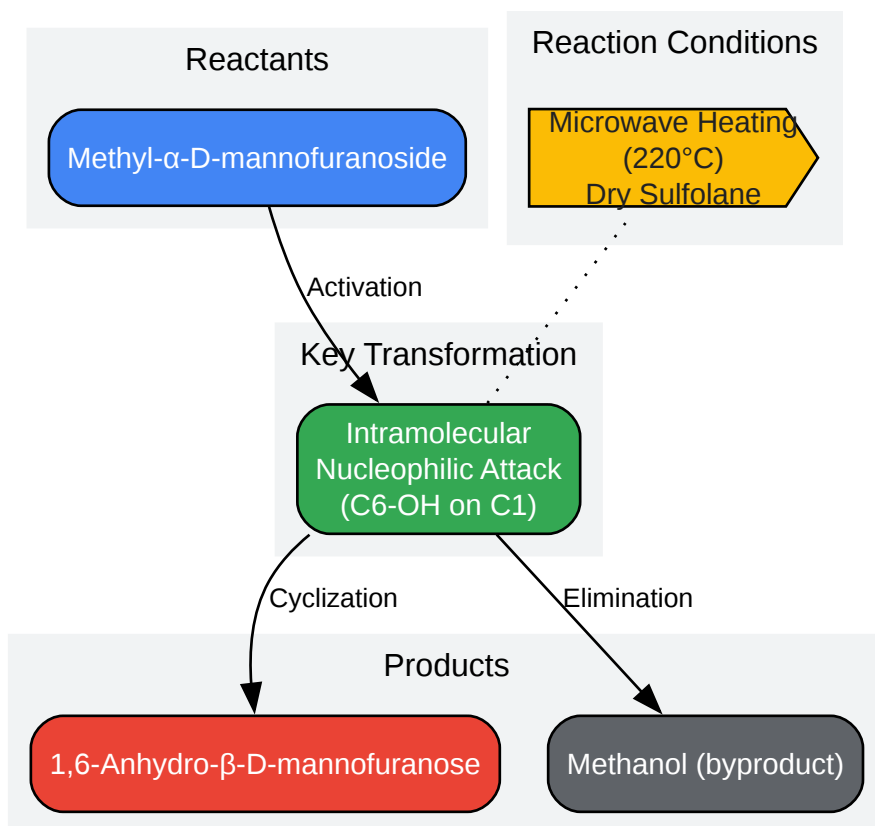 Reactants
Reaction Conditions
Methyl-α-D-mannofuranoside
Microwave Heating
(220°C)
Dry Sulfolane
Activation
Key Transformation
Intramolecular
Nucleophilic Attack
(C6-OH on C1)
Cyclization
Elimination
Products
1,6-Anhydro-β-D-mannofuranose
Methanol (byproduct)